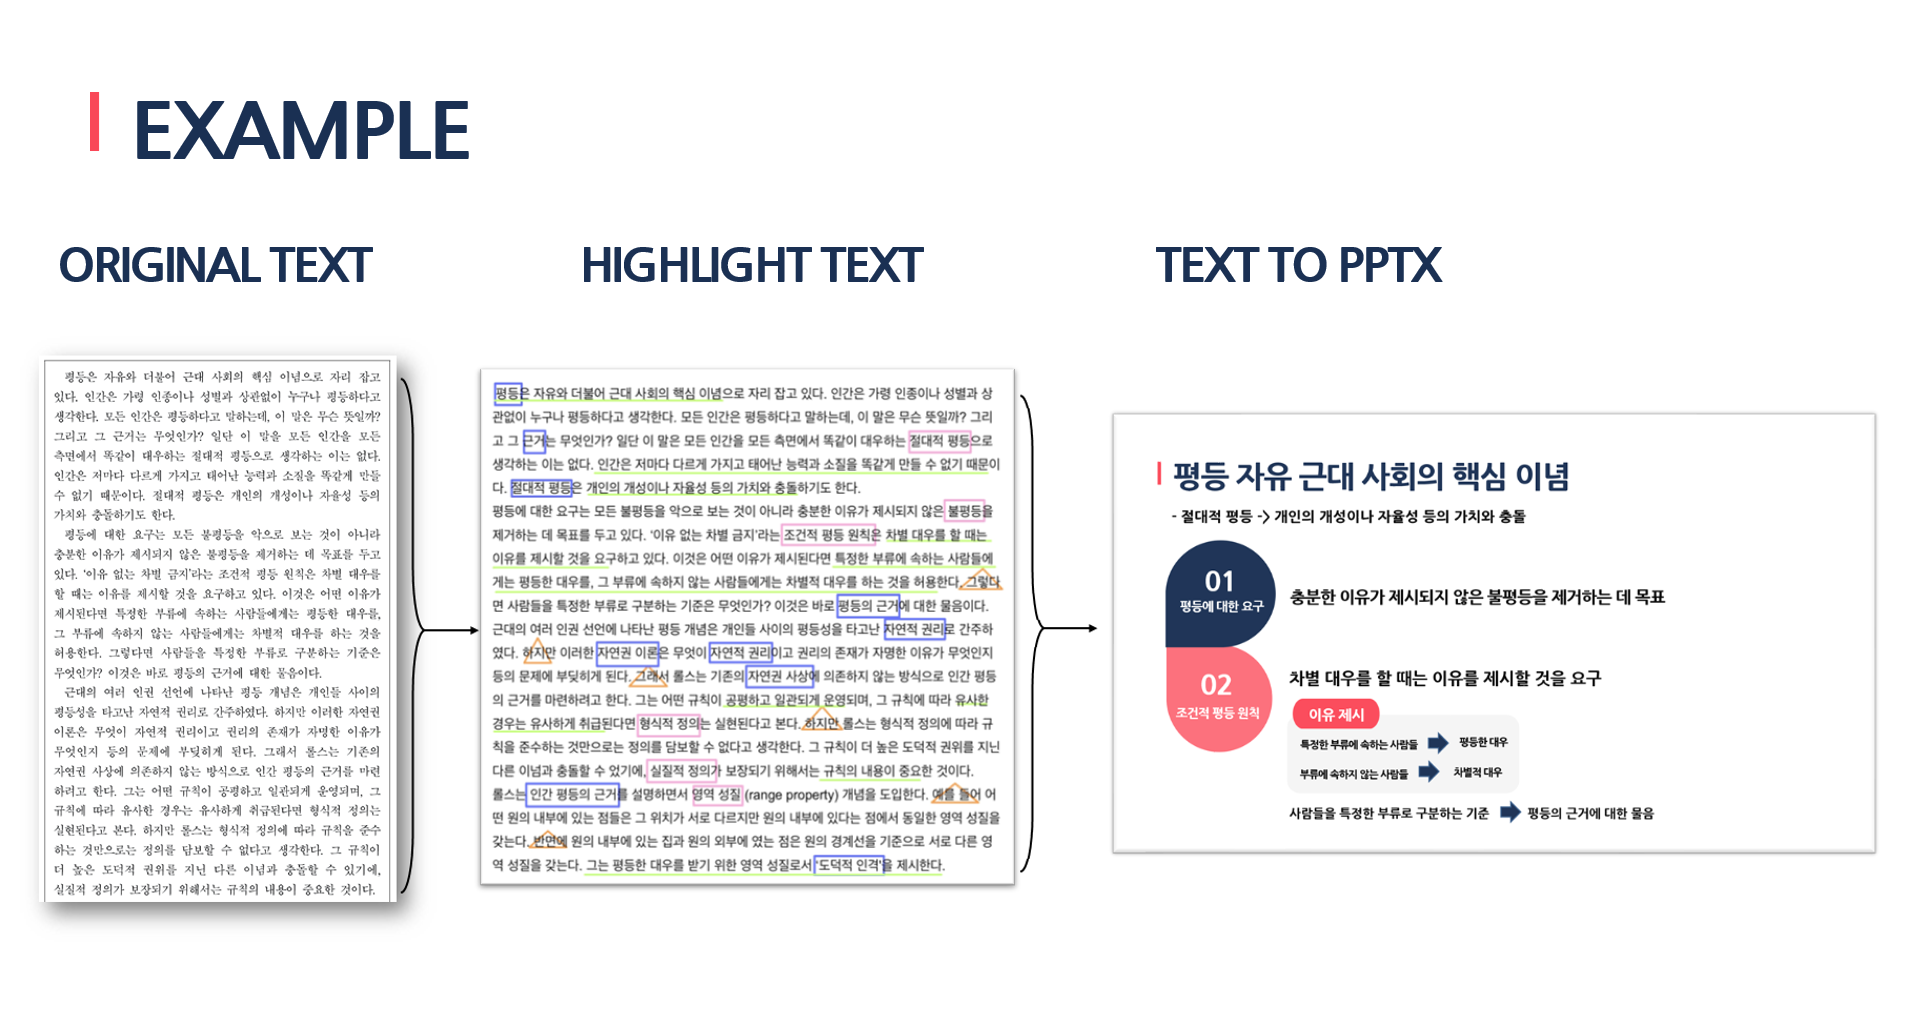 EXAMPLE
ORIGINAL TEXT
HIGHLIGHT TEXT
TEXT TO PPTX
평등은 자유와 더불어 근대 사회의 핵심 이념으로 자리 잡고
있다. 인간은 가령 인종이나 성별과 상관없이 누구나 평등하다고
생각한다. 모든 인간은 평등하다고 말하는데, 이 말은 무슨 뜻일까?
그리고 그 근거는 무엇인가? 일단 이 말을 모든 인간을 모든
측면에서 똑같이 대우하는 절대적 평등으로 생각하는 이는 없다.
인간은 저마다 다르게 가지고 태어난 능력과 소질을 똑같게 만들
수 없기 때문이다. 절대적 평등은 개인의 개성이나 자율성 등의
가치와 충돌하기도 한다.
평등에 대한 요구는 모든 불평등을 악으로 보는 것이 아니라
충분한 이유가 제시되지 않은 불평등을 제거하는 데 목표를 두고
있다. '이유 없는 차별 금지'라는 조건적 평등 원칙은 차별 대우를
할 때는 이유를 제시할 것을 요구하고 있다. 이것은 어떤 이유가
제시된다면 특정한 부류에 속하는 사람들에게는 평등한 대우를,
그 부류에 속하지 않는 사람들에게는 차별적 대우를 하는 것을
허용한다. 그렇다면 사람들을 특정한 부류로 구분하는 기준은
무엇인가? 이것은 바로 평등의 근거에 대한 물음이다.
근대의 여러 인권 선언에 나타난 평등 개념은 개인들 사이의
평등성을 타고난 자연적 권리로 간주하였다. 하지만 이러한 자연권
이론은 무엇이 자연적 권리이고 권리의 존재가 자명한 이유가
무엇인지 등의 문제에 부딪히게 된다. 그래서 롤스는 기존의
자연권 사상에 의존하지 않는 방식으로 인간 평등의 근거를 마련
하려고 한다. 그는 어떤 규칙이 공평하고 일관되게 운영되며, 그
규칙에 따라 유사한 경우는 유사하게 취급된다면 형식적 정의는
실현된다고 본다. 하지만 롤스는 형식적 정의에 따라 규칙을 준수
하는 것만으로는 정의를 담보할 수 없다고 생각한다. 그 규칙이
더 높은 도덕적 권위를 지닌 다른 이념과 충돌할 수 있기에,
실질적 정의가 보장되기 위해서는 규칙의 내용이 중요한 것이다.
평등은 자유와 더불어 근대 사회의 핵심 이념으로 자리 잡고 있다. 인간은 가령 인종이나 성별과 상
관없이 누구나 평등하다고 생각한다. 모든 인간은 평등하다고 말하는데, 이 말은 무슨 뜻일까? 그리
고 그 근거는 무엇인가? 일단 이 말은 모든 인간을 모든 측면에서 똑같이 대우하는 절대적 평등으로
생각하는 이는 없다. 인간은 저마다 다르게 가지고 태어난 능력과 소질을 똑같게 만들 수 없기 때문이
다. 절대적 평등은 개인의 개성이나 자율성 등의 가치와 충돌하기도 한다.
평등에 대한 요구는 모든 불평등을 악으로 보는 것이 아니라 충분한 이유가 제시되지 않은 불평등을
제거하는 데 목표를 두고 있다. '이유 없는 차별 금지'라는 조건적 평등 원칙은 차별 대우를 할 때는
이유를 제시할 것을 요구하고 있다. 이것은 어떤 이유가 제시된다면 특정한 부류에 속하는 사람들에
게는 평등한 대우를, 그 부류에 속하지 않는 사람들에게는 차별적 대우를 하는 것을 허용한다. 그렇다
면 사람들을 특정한 부류로 구분하는 기준은 무엇인가? 이것은 바로 평등의 근거에 대한 물음이다.
근대의 여러 인권 선언에 나타난 평등 개념은 개인들 사이의 평등성을 타고난 자연적 권리로 간주하
였다. 하지만 이러한 자연권 이론은 무엇이 자연적 권리이고 권리의 존재가 자명한 이유가 무엇인지
등의 문제에 부딪히게 된다. 그래서 롤스는 기존의 자연권 사상에 의존하지 않는 방식으로 인간 평등
의 근거를 마련하려고 한다. 그는 어떤 규칙이 공평하고 일관되게 운영되며, 그 규칙에 따라 유사한
경우는 유사하게 취급된다면 형식적 정의는 실현된다고 본다. 하지만 롤스는 형식적 정의에 따라 규
칙을 준수하는 것만으로는 정의를 담보할 수 없다고 생각한다. 그 규칙이 더 높은 도덕적 권위를 지닌
다른 이념과 충돌할 수 있기에, 실질적 정의가 보장되기 위해서는 규칙의 내용이 중요한 것이다.
롤스는 인간 평등의 근거를 설명하면서 영역 성질 (range property) 개념을 도입한다. 예를 들어 어
떤 원의 내부에 있는 점들은 그 위치가 서로 다르지만 원의 내부에 있다는 점에서 동일한 영역 성질을
갖는다. 반면에 원의 내부에 있는 집과 원의 외부에 였는 점은 원의 경계선을 기준으로 서로 다른 영
역 성질을 갖는다. 그는 평등한 대우를 받기 위한 영역 성질로서 '도덕적 인격'을 제시한다.
평등 자유 근대 사회의 핵심 이념
- 절대적 평등 -> 개인의 개성이나 자율성 등의 가치와 충돌
01
평등에 대한 요구
충분한 이유가 제시되지 않은 불평등을 제거하는 데 목표
02
조건적 평등 원칙
차별 대우를 할 때는 이유를 제시할 것을 요구
이유 제시
특정한 부류에 속하는 사람들 평등한 대우
부류에 속하지 않는 사람들 차별적 대우
사람들을 특정한 부류로 구분하는 기준 평등의 근거에 대한 물음